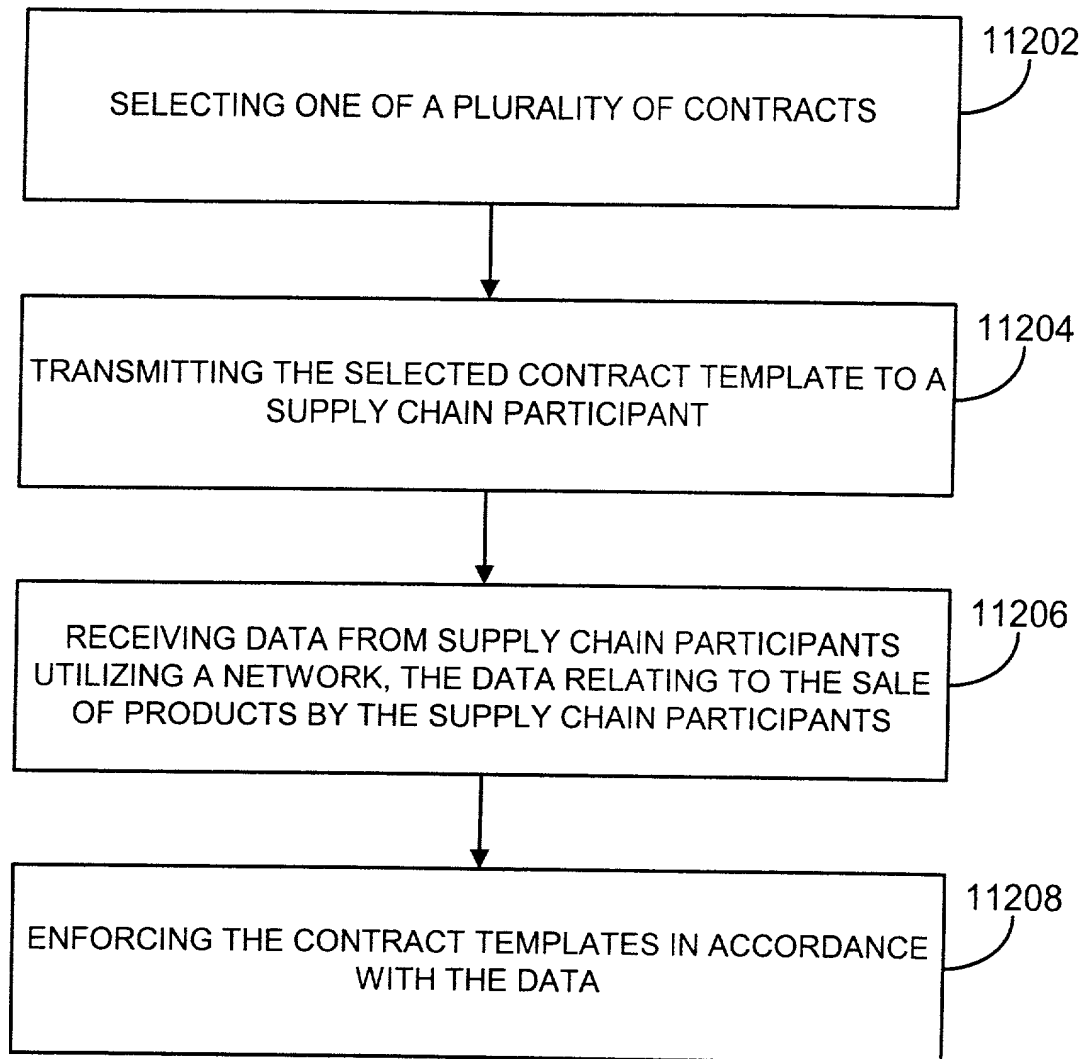 11202
SELECTING ONE OF A PLURALITY OF CONTRACTS
11204
TRANSMITTING THE SELECTED CONTRACT TEMPLATE TO A
SUPPLY CHAIN PARTICIPANT
11206
RECEIVING DATA FROM SUPPLY CHAIN PARTICIPANTS
UTILIZING A NETWORK, THE DATA RELATING TO THE SALE
OF PRODUCTS BY THE SUPPLY CHAIN PARTICIPANTS
11208
ENFORCING THE CONTRACT TEMPLATES IN ACCORDANCE
WITH THE DATA